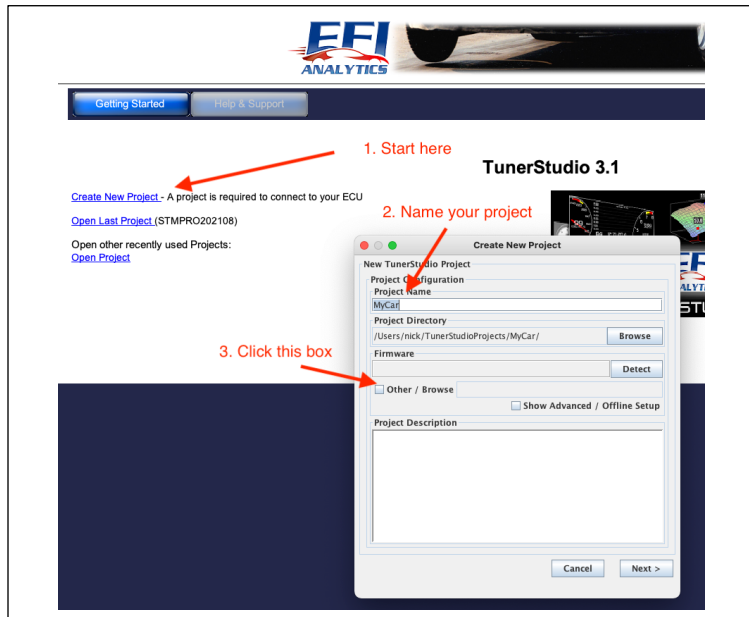 EFI
ANALYTICS
Getting Started
Help & Support
1. Start here
TunerStudio 3.1
Create New Project - A project is required to connect to your ECU
2. Name your project
Open Last Project (STMPRO202108)
Open other recently used Projects:
Open Project
Create New Project
New TunerStudio Project
Project Configuration
Project Name
MyCar
Project Directory
/Users/nick/TunerStudioProjects/MyCar/
Browse
3. Click this box
Firmware
Detect
Other / Browse
Show Advanced / Offline Setup
Project Description
Cancel
Next >